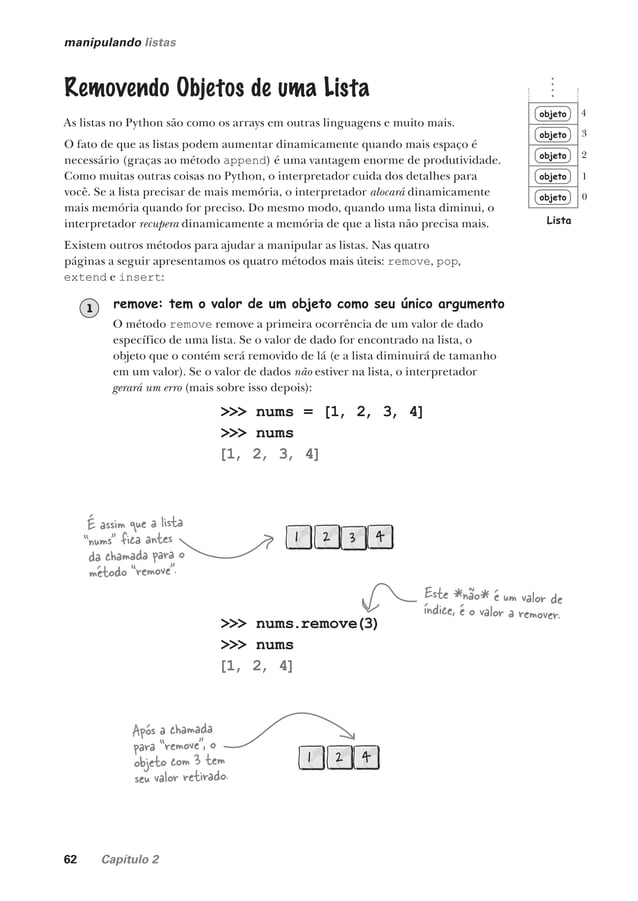 manipulando listas
Removendo Objetos de uma Lista
As listas no Python são como os arrays em outras linguagens e muito mais.
O fato de que as listas podem aumentar dinamicamente quando mais espaço é
necessário (graças ao método append) é uma vantagem enorme de produtividade.
Como muitas outras coisas no Python, o interpretador cuida dos detalhes para
você. Se a lista precisar de mais memória, o interpretador alocará dinamicamente
mais memória quando for preciso. Do mesmo modo, quando uma lista diminui, o
interpretador recupera dinamicamente a memória de que a lista não precisa mais.
Existem outros métodos para ajudar a manipular as listas. Nas quatro
páginas a seguir apresentamos os quatro métodos mais úteis: remove, pop,
extend e insert:
objeto 4
objeto 3
objeto 2
objeto 1
objeto 0
Lista
1 remove: tem o valor de um objeto como seu único argumento
O método remove remove a primeira ocorrência de um valor de dado
específico de uma lista. Se o valor de dado for encontrado na lista, o
objeto que o contém será removido de lá (e a lista diminuirá de tamanho
em um valor). Se o valor de dados não estiver na lista, o interpretador
gerará um erro (mais sobre isso depois):
>>> nums = [1, 2, 3, 4]
>>> nums
[1, 2, 3, 4]
É assim que a lista
"nums" fica antes
da chamada para o
método "remove".
1 2 3 4
Este *não* é um valor de
índice, é o valor a remover.
>>> nums.remove(3)
>>> nums
[1, 2, 4]
Após a chamada
para "remove", o
objeto com 3 tem
seu valor retirado.
1 2 4
62 Capítulo 2